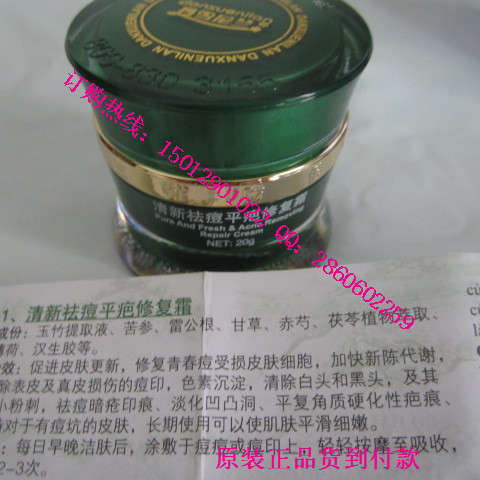 DANXUENILAN
danxuenilan
3155
订购热线：15012901024
QQ：2860602259
清新祛痘平疤修复霜
Pure And Fresh & Acne Removing
Repair Cream
NET: 20g
1、清新祛痘平疤修复霜
成份：玉竹提取液、苦参、雷公根、甘草、赤芍、茯苓植物萃取、
薄荷、汉生胶等。
效：促进皮肤更新，修复青春痘受损皮肤细胞，加快新陈代谢，
除表皮及真皮损伤的痘印，色素沉淀，清除白头和黑头，及其
小粉刺，祛痘暗疮印痕、淡化凹凸洞、平复角质硬化性疤痕、
对于有痘坑的皮肤，长期使用可以使肌肤平滑细嫩。
：每日早晚洁肤后，涂敷于痘痘或痘印上，轻轻按摩至吸收，
2-3次。
原装正品货到付款